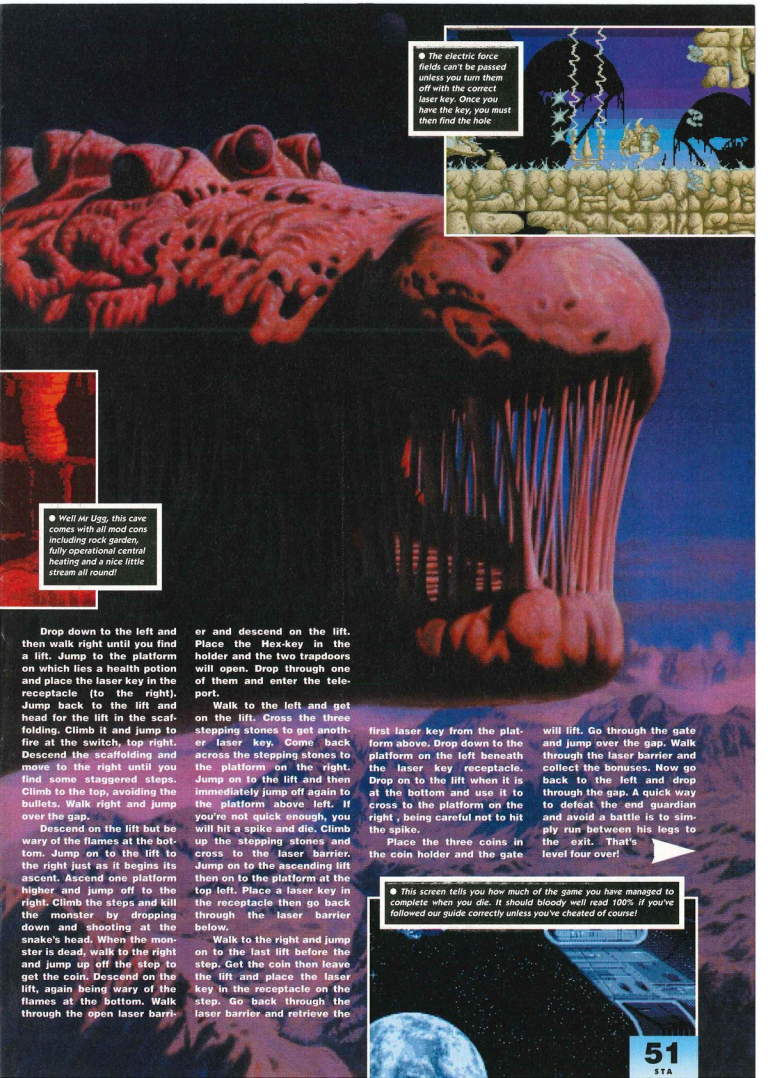 ● The electric force
fields can't be passed
unless you turn them
off with the correct
laser key. Once you
have the key, you must
then find the hole
● Well Mr Ugg, this cave
comes with all mod cons
including rock garden,
fully operational central
heating and a nice little
stream all round!
Drop down to the left and
then walk right until you find
a lift. Jump to the platform
on which lies a health potion
and place the laser key in the
receptacle (to the right).
Jump back to the lift and
head for the lift in the scaf-
folding. Climb it and jump to
fire at the switch, top right.
Descend the scaffolding and
move to the right until you
find some staggered steps.
Climb to the top, avoiding the
bullets. Walk right and jump
over the gap.
Descend on the lift but be
wary of the flames at the bot-
tom. Jump on to the lift to
the right just as it begins its
ascent. Ascend one platform
higher and jump off to the
right. Climb the steps and kill
the monster by dropping
down and shooting at the
snake's head. When the mon-
ster is dead, walk to the right
and jump up off the step to
get the coin. Descend on the
lift, again being wary of the
flames at the bottom. Walk
through the open laser barri-
er and descend on the lift.
Place the Hex-key in the
holder and the two trapdoors
will open. Drop through one
of them and enter the tele-
port.
Walk to the left and get
on the lift. Cross the three
stepping stones to get anoth-
er laser key. Come back
across the stepping stones to
the platform on the right.
Jump on to the lift and then
immediately jump off again to
the platform above left. If
you're not quick enough, you
will hit a spike and die. Climb
up the stepping stones and
cross to the laser barrier.
Jump on to the ascending lift
then on to the platform at the
top left. Place a laser key in
the receptacle then go back
through the laser barrier
below.
Walk to the right and jump
on to the last lift before the
step. Get the coin then leave
the lift and place the laser
key in the receptacle on the
step. Go back through the
laser barrier and retrieve the
first laser key from the plat-
form above. Drop down to the
platform on the left beneath
the laser key receptacle.
Drop on to the lift when it is
at the bottom and use it to
cross to the platform on the
right , being careful not to hit
the spike.
Place the three coins in
the coin holder and the gate
will lift. Go through the gate
and jump over the gap. Walk
through the laser barrier and
collect the bonuses. Now go
back to the left and drop
through the gap. A quick way
to defeat the end guardian
and avoid a battle is to sim-
ply run between his legs to
the exit. That's
level four over!
● This screen tells you how much of the game you have managed to
complete when you die. It should bloody well read 100% if you've
followed our guide correctly unless you've cheated of course!
51
STA